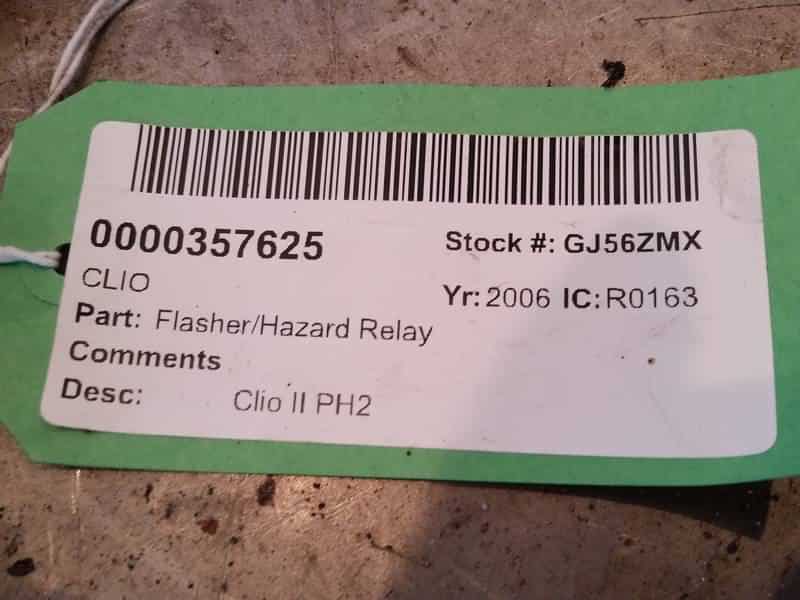 0000357625 Stock #: GJ56ZMX
CLIO
Yr: 2006 IC: R0163
Part: Flasher/Hazard Relay
Comments
Desc: Clio II PH2